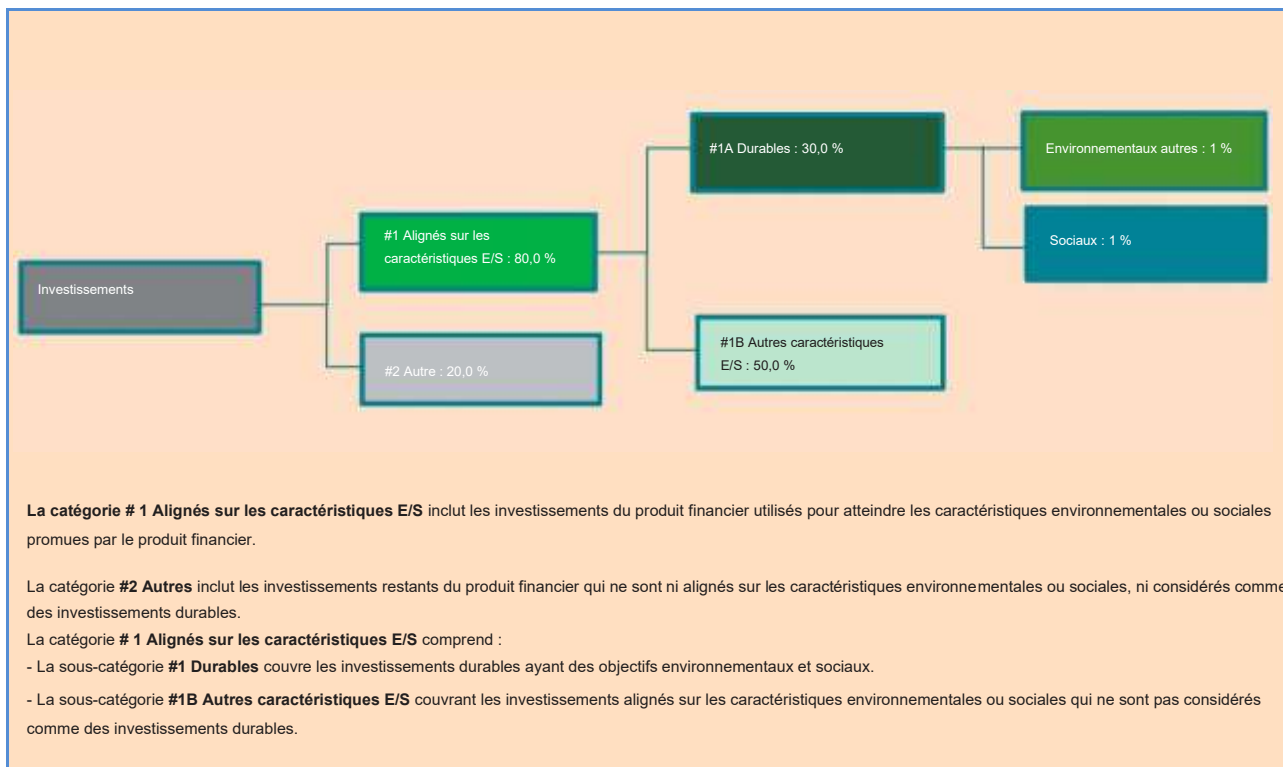 #1A Durables : 30,0 %
Environnementaux autres : 1 %
#1 Alignés sur les
caractéristiques E/S : 80,0 %
Sociaux : 1 %
Investissements
#1B Autres caractéristiques
E/S : 50,0 %
#2 Autre : 20,0 %
La catégorie # 1 Alignés sur les caractéristiques E/S inclut les investissements du produit financier utilisés pour atteindre les caractéristiques environnementales ou sociales
promues par le produit financier.
La catégorie #2 Autres inclut les investissements restants du produit financier qui ne sont ni alignés sur les caractéristiques environnementales ou sociales, ni considérés comme
des investissements durables.
La catégorie # 1 Alignés sur les caractéristiques E/S comprend :
- La sous-catégorie #1 Durables couvre les investissements durables ayant des objectifs environnementaux et sociaux.
- La sous-catégorie #1B Autres caractéristiques E/S couvrant les investissements alignés sur les caractéristiques environnementales ou sociales qui ne sont pas considérés
comme des investissements durables.